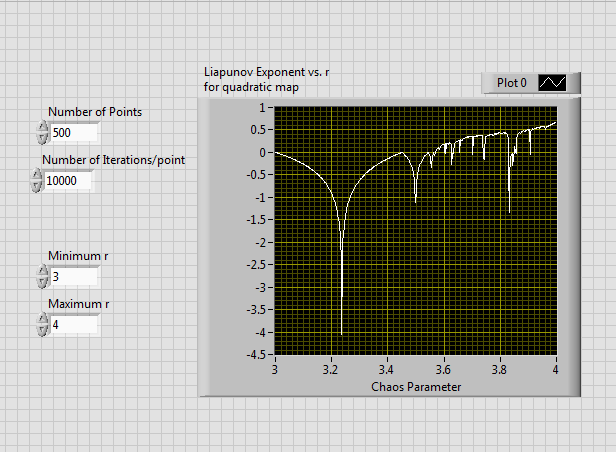 Liapunov Exponent vs. r
for quadratic map
Plot 0
Number of Points
500
Number of Iterations/point
10000
Minimum r
3
Maximum r
4
1
0.5
0
-0.5
-1
-1.5
-2
-2.5
-3
-3.5
-4
-4.5
3
3.2
3.4
3.6
3.8
4
Chaos Parameter